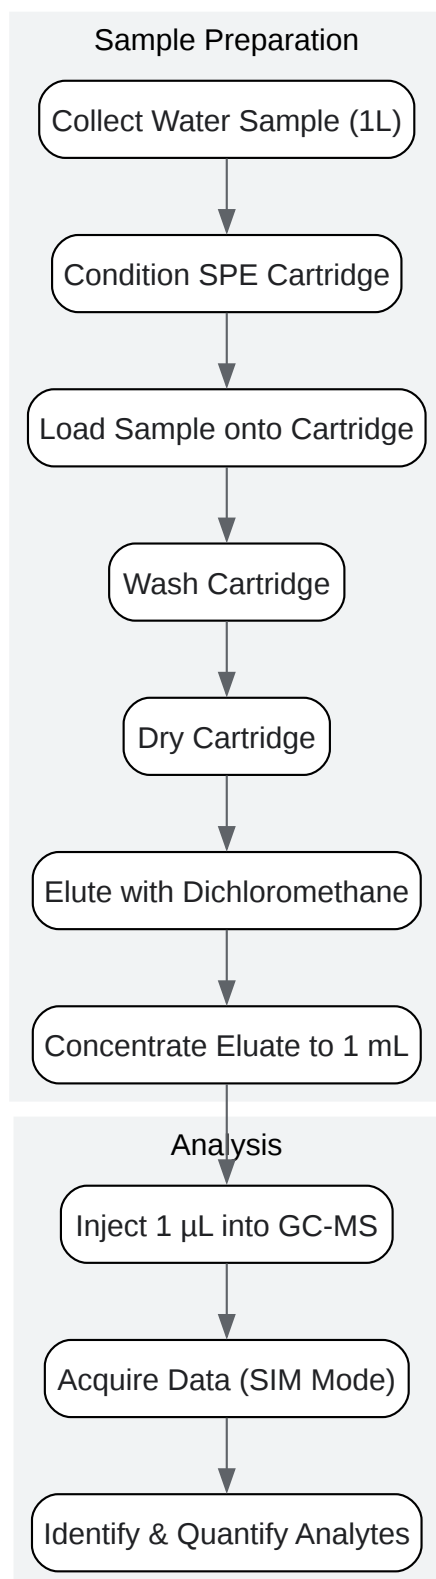 Sample Preparation
Collect Water Sample (1L)
Condition SPE Cartridge
Load Sample onto Cartridge
Wash Cartridge
Dry Cartridge
Elute with Dichloromethane
Concentrate Eluate to 1 mL
Analysis
Inject 1 µL into GC-MS
Acquire Data (SIM Mode)
Identify & Quantify Analytes